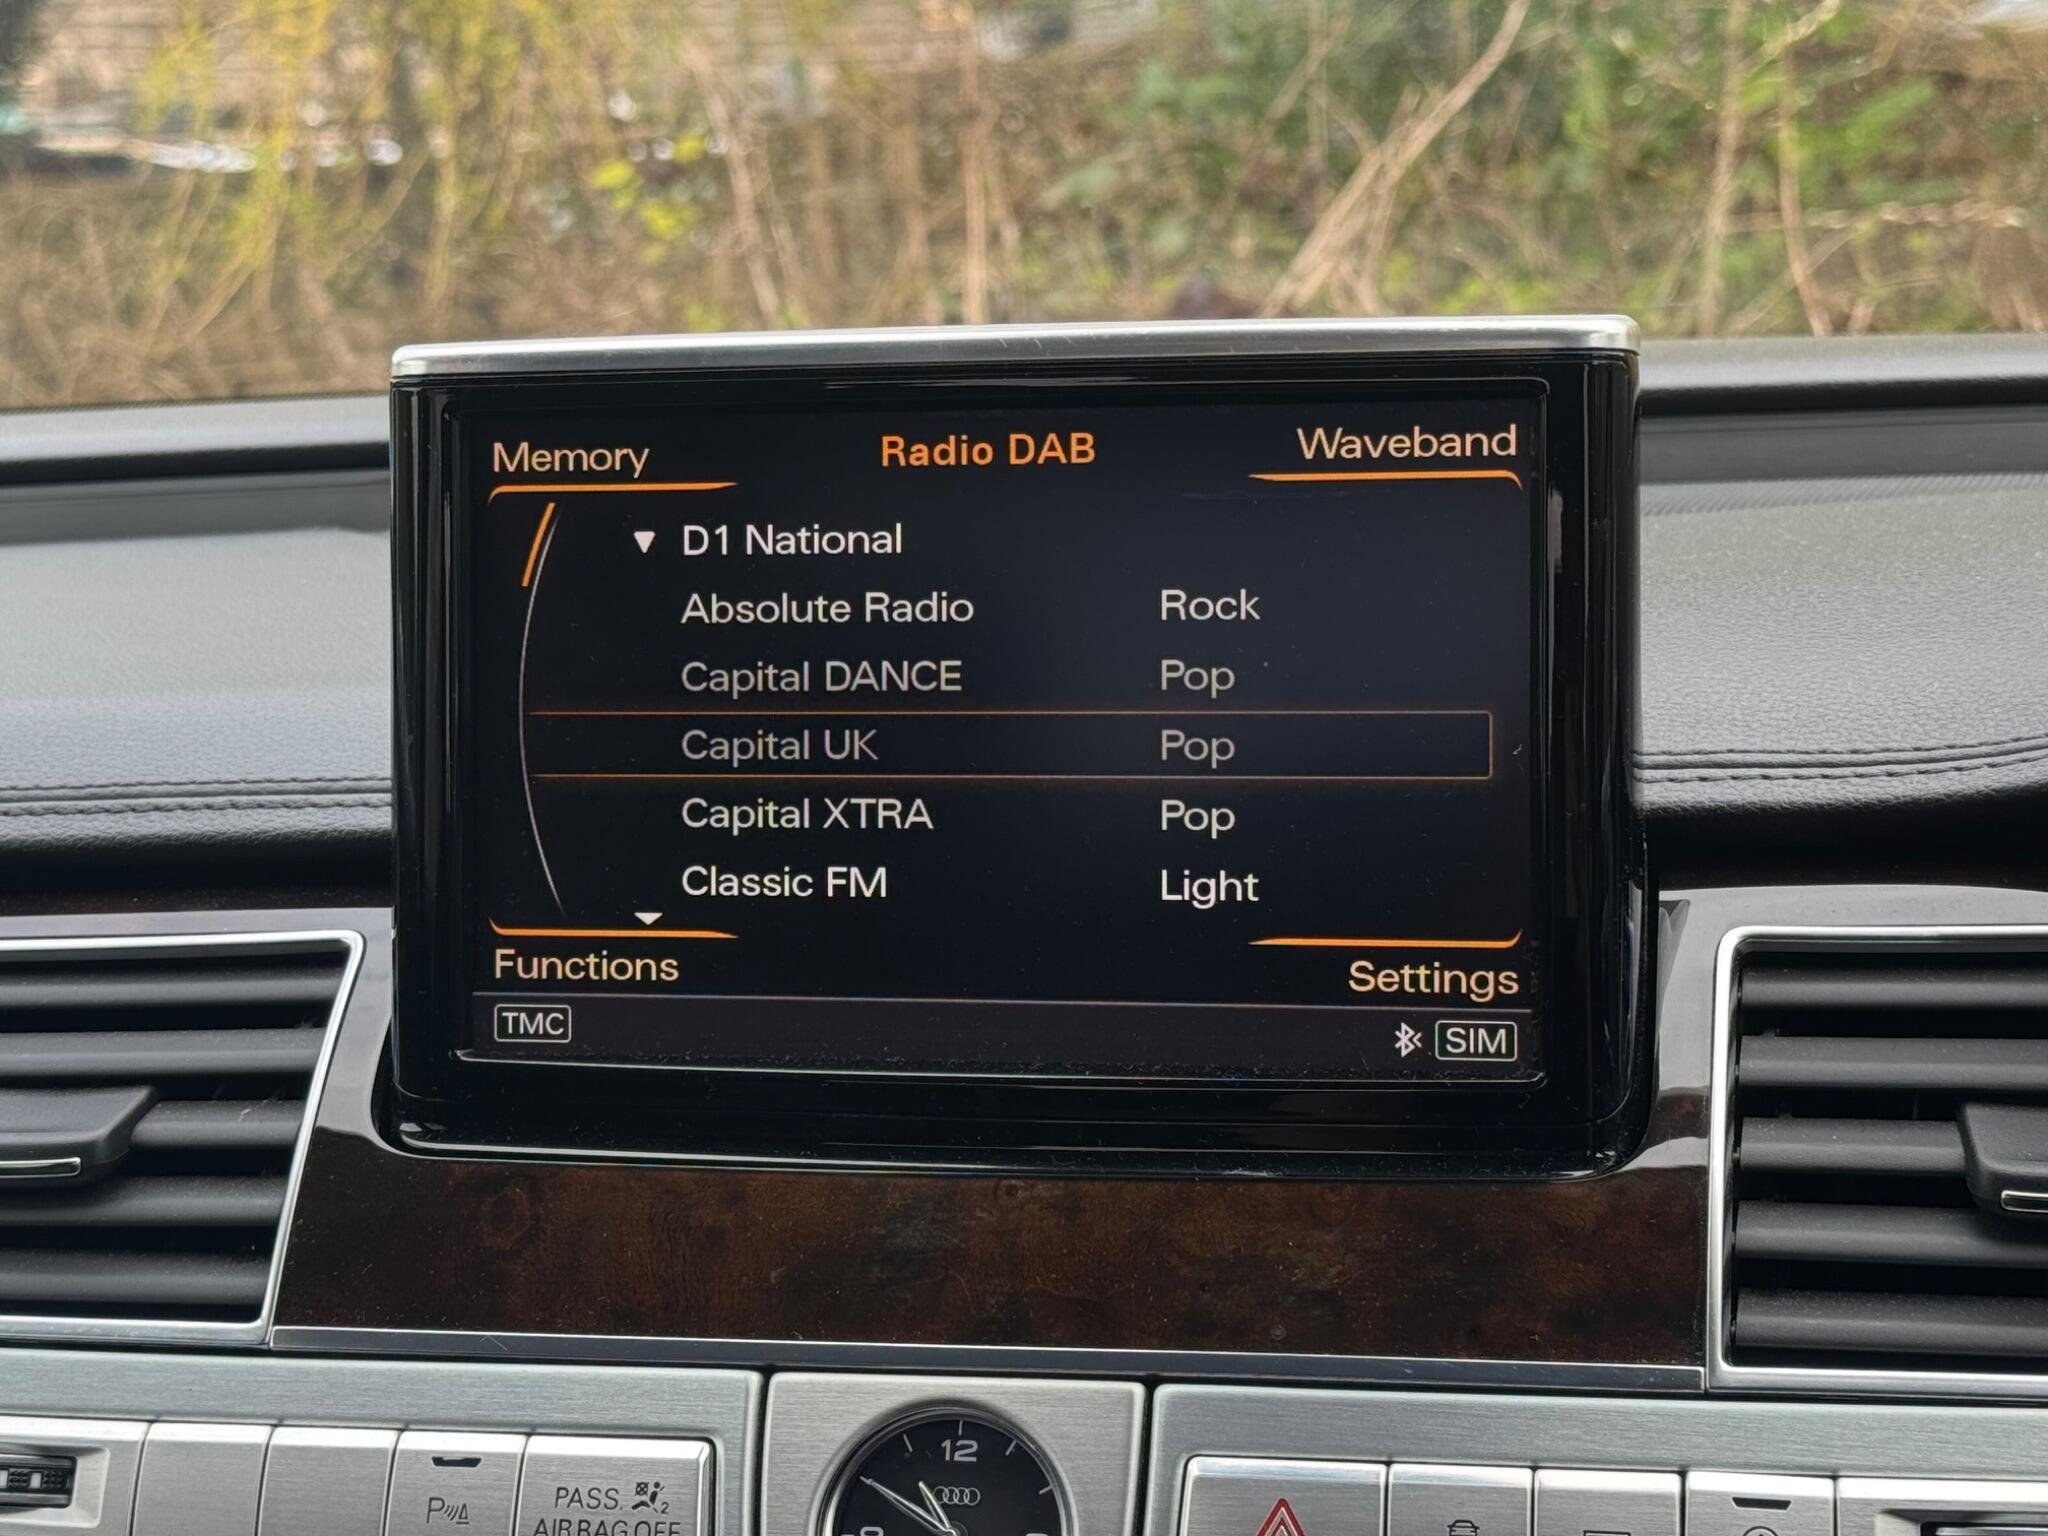 Memory Radio DAB Waveband
D1 National
Absolute Radio Rock
Capital DANCE Pop
Capital UK Pop
Capital XTRA Pop
Classic FM Light
Functions Settings
TMC SIM
12
PASS. 2
AIRBAG OFF